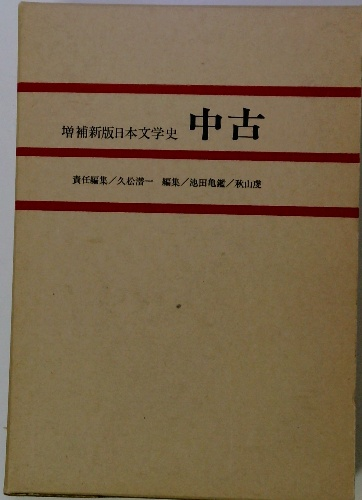 増補新版日本文学史 中古
責任編集／久松潜一 編集／池田亀鑑／秋山虔